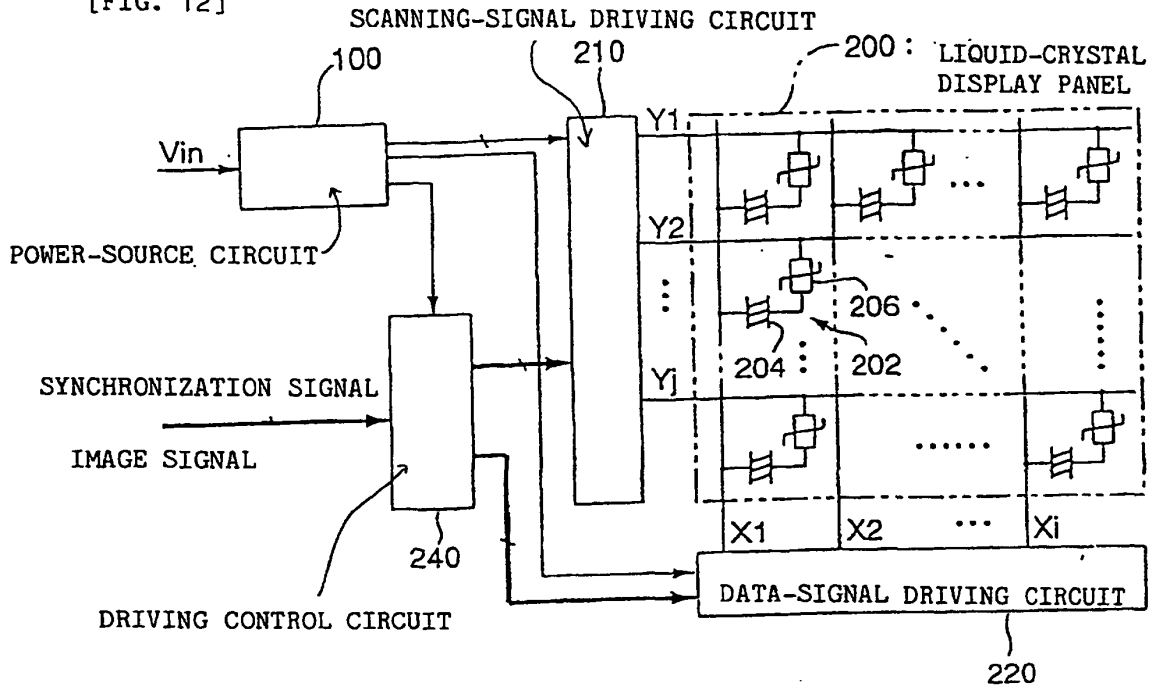 [FIG. 12]
SCANNING-SIGNAL DRIVING CIRCUIT
100
210
200 : LIQUID-CRYSTAL
DISPLAY PANEL
Vin
Y1
Y2
POWER-SOURCE CIRCUIT
206
204
202
SYNCHRONIZATION SIGNAL
Yj
IMAGE SIGNAL
X1
X2
Xi
240
DATA-SIGNAL DRIVING CIRCUIT
DRIVING CONTROL CIRCUIT
220